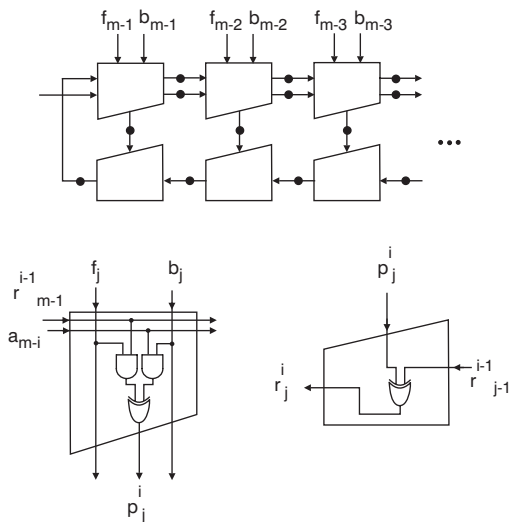 f m-1 b m-1 f m-2 b m-2 f m-3 b m-3
•••
r i-1 m-1 f j b j
a m-i
p i j
p i j
r i j r i-1 j-1